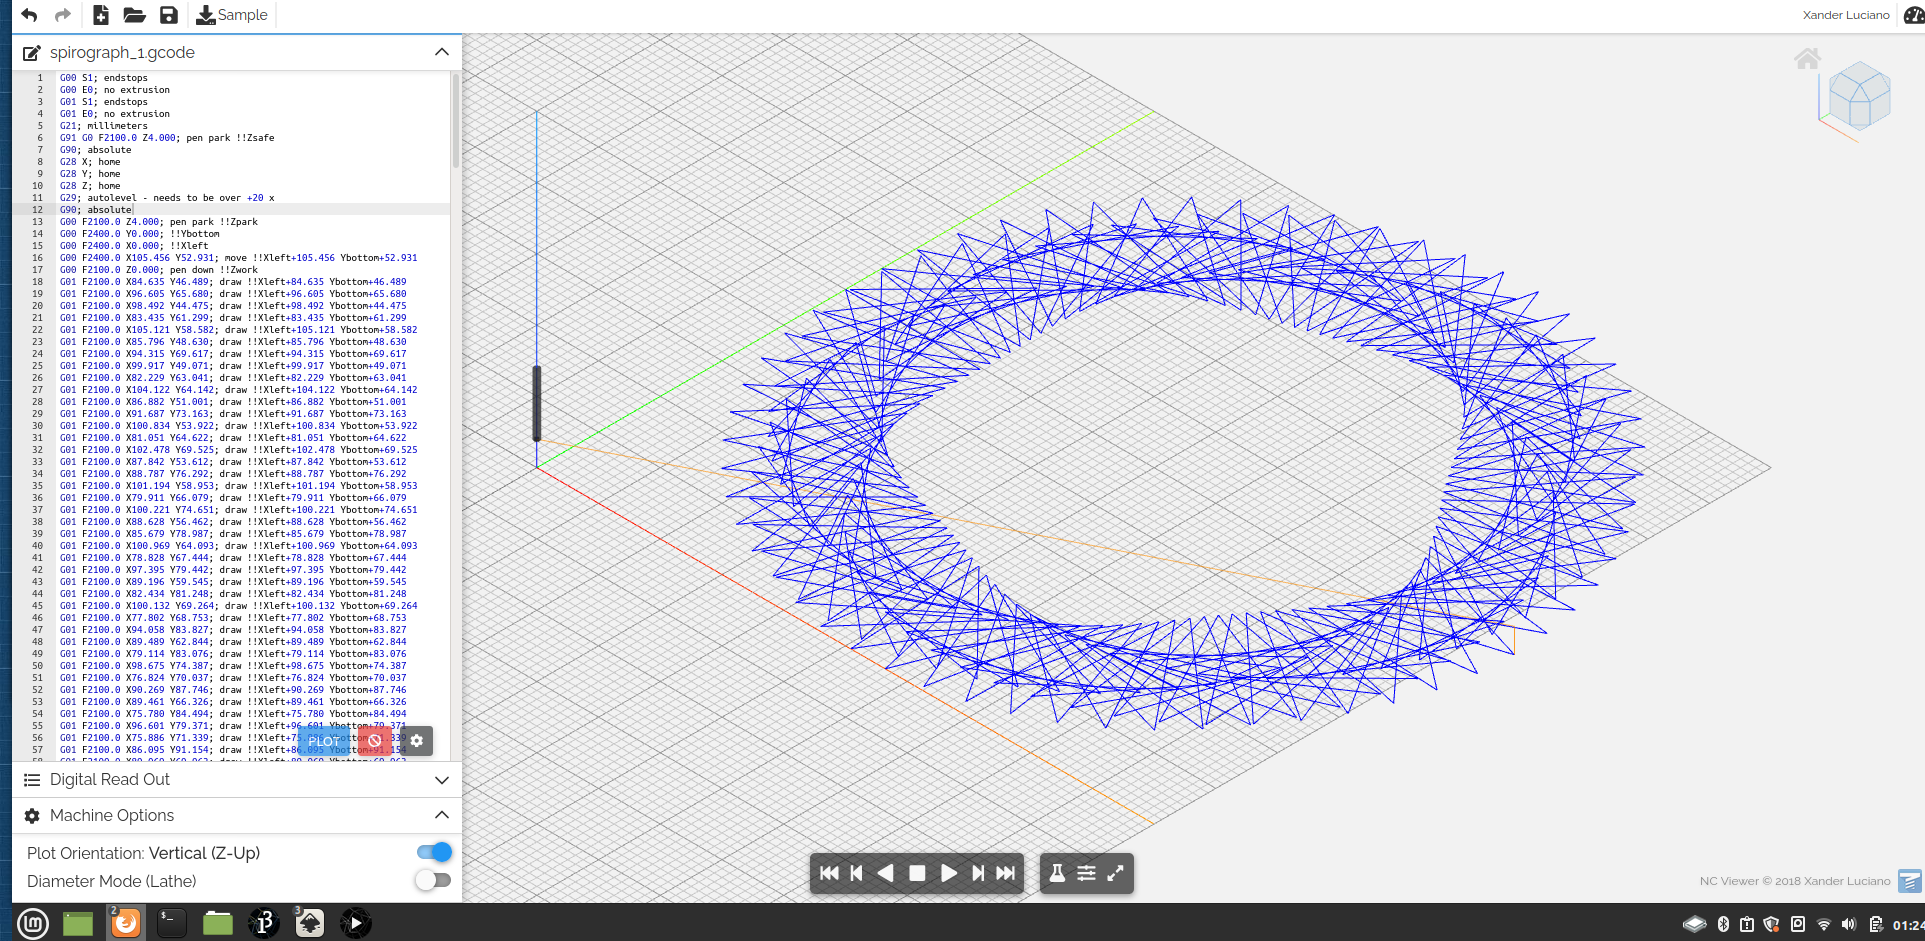 Sample
Xander Luciano
spirograph_1.gcode
1 G00 S1; endstops
2 G00 E0; no extrusion
3 G01 S1; endstops
4 G01 E0; no extrusion
5 G21; millimeters
6 G91 G0 F2100.0 Z4.000; pen park !!Zsafe
7 G90; absolute
8 G28 X; home
9 G28 Y; home
10 G28 Z; home
11 G29; autolevel - needs to be over +20 x
12 G90; absolute
13 G00 F2100.0 Z4.000; pen park !!Zpark
14 G00 F2400.0 Y0.000; !!Ybottom
15 G00 F2400.0 X0.000; !!Xleft
16 G00 F2400.0 X105.456 Y52.931; move !!Xleft+105.456 Ybottom+52.931
17 G00 F2100.0 Z0.000; pen down !!Zwork
18 G01 F2100.0 X84.635 Y46.489; draw !!Xleft+84.635 Ybottom+46.489
19 G01 F2100.0 X96.605 Y65.680; draw !!Xleft+96.605 Ybottom+65.680
20 G01 F2100.0 X98.492 Y44.475; draw !!Xleft+98.492 Ybottom+44.475
21 G01 F2100.0 X83.435 Y61.299; draw !!Xleft+83.435 Ybottom+61.299
22 G01 F2100.0 X105.121 Y58.582; draw !!Xleft+105.121 Ybottom+58.582
23 G01 F2100.0 X85.796 Y48.630; draw !!Xleft+85.796 Ybottom+48.630
24 G01 F2100.0 X94.315 Y69.617; draw !!Xleft+94.315 Ybottom+69.617
25 G01 F2100.0 X99.917 Y49.071; draw !!Xleft+99.917 Ybottom+49.071
26 G01 F2100.0 X82.229 Y63.041; draw !!Xleft+82.229 Ybottom+63.041
27 G01 F2100.0 X104.122 Y64.142; draw !!Xleft+104.122 Ybottom+64.142
28 G01 F2100.0 X86.882 Y51.001; draw !!Xleft+86.882 Ybottom+51.001
29 G01 F2100.0 X91.687 Y73.163; draw !!Xleft+91.687 Ybottom+73.163
30 G01 F2100.0 X100.834 Y53.922; draw !!Xleft+100.834 Ybottom+53.922
31 G01 F2100.0 X81.051 Y64.622; draw !!Xleft+81.051 Ybottom+64.622
32 G01 F2100.0 X102.478 Y69.525; draw !!Xleft+102.478 Ybottom+69.525
33 G01 F2100.0 X87.842 Y53.612; draw !!Xleft+87.842 Ybottom+53.612
34 G01 F2100.0 X88.787 Y76.292; draw !!Xleft+88.787 Ybottom+76.292
35 G01 F2100.0 X101.194 Y58.953; draw !!Xleft+101.194 Ybottom+58.953
36 G01 F2100.0 X79.911 Y66.079; draw !!Xleft+79.911 Ybottom+66.079
37 G01 F2100.0 X100.221 Y74.651; draw !!Xleft+100.221 Ybottom+74.651
38 G01 F2100.0 X88.628 Y56.462; draw !!Xleft+88.628 Ybottom+56.462
39 G01 F2100.0 X85.679 Y78.987; draw !!Xleft+85.679 Ybottom+78.987
40 G01 F2100.0 X100.969 Y64.093; draw !!Xleft+100.969 Ybottom+64.093
41 G01 F2100.0 X78.828 Y67.444; draw !!Xleft+78.828 Ybottom+67.444
42 G01 F2100.0 X97.395 Y79.442; draw !!Xleft+97.395 Ybottom+79.442
43 G01 F2100.0 X89.196 Y59.545; draw !!Xleft+89.196 Ybottom+59.545
44 G01 F2100.0 X82.434 Y81.248; draw !!Xleft+82.434 Ybottom+81.248
45 G01 F2100.0 X100.132 Y69.264; draw !!Xleft+100.132 Ybottom+69.264
46 G01 F2100.0 X77.802 Y68.753; draw !!Xleft+77.802 Ybottom+68.753
47 G01 F2100.0 X94.058 Y83.827; draw !!Xleft+94.058 Ybottom+83.827
48 G01 F2100.0 X89.489 Y62.844; draw !!Xleft+89.489 Ybottom+62.844
49 G01 F2100.0 X79.114 Y83.076; draw !!Xleft+79.114 Ybottom+83.076
50 G01 F2100.0 X98.675 Y74.387; draw !!Xleft+98.675 Ybottom+74.387
51 G01 F2100.0 X76.824 Y70.037; draw !!Xleft+76.824 Ybottom+70.037
52 G01 F2100.0 X90.269 Y87.746; draw !!Xleft+90.269 Ybottom+87.746
53 G01 F2100.0 X89.461 Y66.326; draw !!Xleft+89.461 Ybottom+66.326
54 G01 F2100.0 X75.780 Y84.494; draw !!Xleft+75.780 Ybottom+84.494
55 G01 F2100.0 X96.601 Y79.371; draw !!Xleft+96.601 Ybottom+79.371
56 G01 F2100.0 X75.886 Y71.339; draw
57 G01 F2100.0 X86.095 Y91.154; draw !!Xleft+86.095 Ybottom+91.154
PLOT
Digital Read Out
Machine Options
Plot Orientation: Vertical (Z-Up)
Diameter Mode (Lathe)
NC Viewer © 2018 Xander Luciano
2
3
01:24